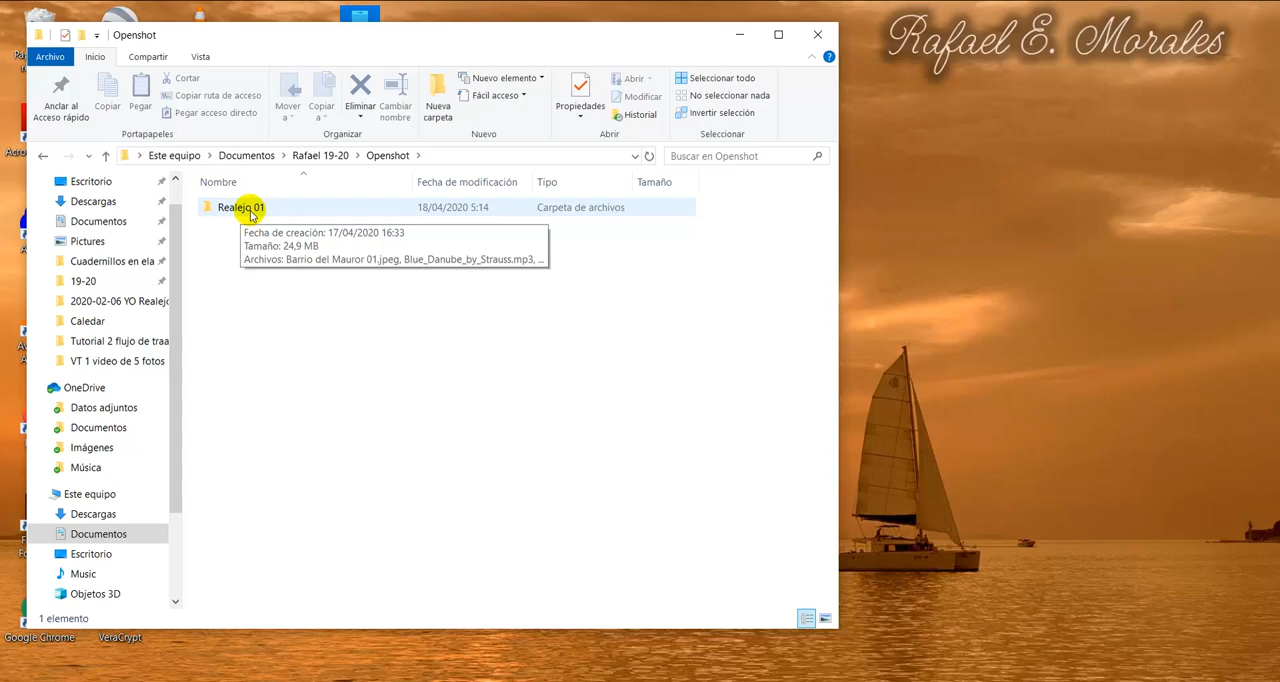 Rafael E. Morales
Openshot
Archivo Inicio Compartir Vista
Anclar al Acceso rápido
Copiar
Pegar
Cortar
Copiar ruta de acceso
Pegar acceso directo
Portapapeles
Mover a
Copiar a
Eliminar
Cambiar nombre
Organizar
Nueva carpeta
Nuevo elemento
Fácil acceso
Nuevo
Propiedades
Abrir
Modificar
Historial
Abrir
Seleccionar todo
No seleccionar nada
Invertir selección
Seleccionar
Este equipo > Documentos > Rafael 19-20 > Openshot >
Buscar en Openshot
Nombre Fecha de modificación Tipo Tamaño
Realejo 01 18/04/2020 5:14 Carpeta de archivos
Fecha de creación: 17/04/2020 16:33
Tamaño: 24,9 MB
Archivos: Barrio del Mauror 01.jpeg, Blue_Danube_by_Strauss.mp3, ...
Escritorio
Descargas
Documentos
Pictures
Cuadernillos en ela
19-20
2020-02-06 YO Realejo
Caledar
Tutorial 2 flujo de traa
VT 1 video de 5 fotos
OneDrive
Datos adjuntos
Documentos
Imágenes
Música
Este equipo
Descargas
Documentos
Escritorio
Music
Objetos 3D
1 elemento
Google Chrome
VeraCrypt